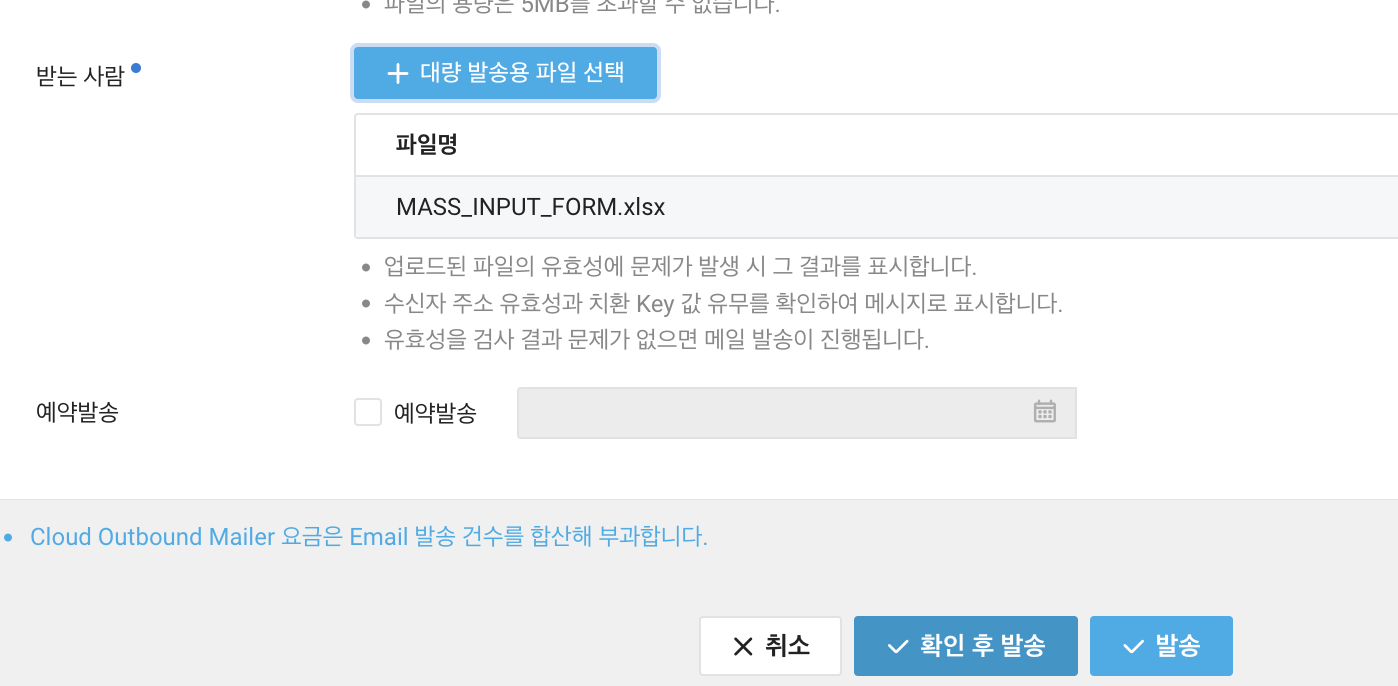 파일의 용량은 5MB를 초과할 수 없습니다.
받는 사람
대량 발송용 파일 선택
파일명
MASS_INPUT_FORM.xlsx
업로드된 파일의 유효성에 문제가 발생 시 그 결과를 표시합니다.
수신자 주소 유효성과 치환 Key 값 유무를 확인하여 메시지로 표시합니다.
유효성을 검사 결과 문제가 없으면 메일 발송이 진행됩니다.
예약발송
예약발송
Cloud Outbound Mailer 요금은 Email 발송 건수를 합산해 부과합니다.
취소
확인 후 발송
발송